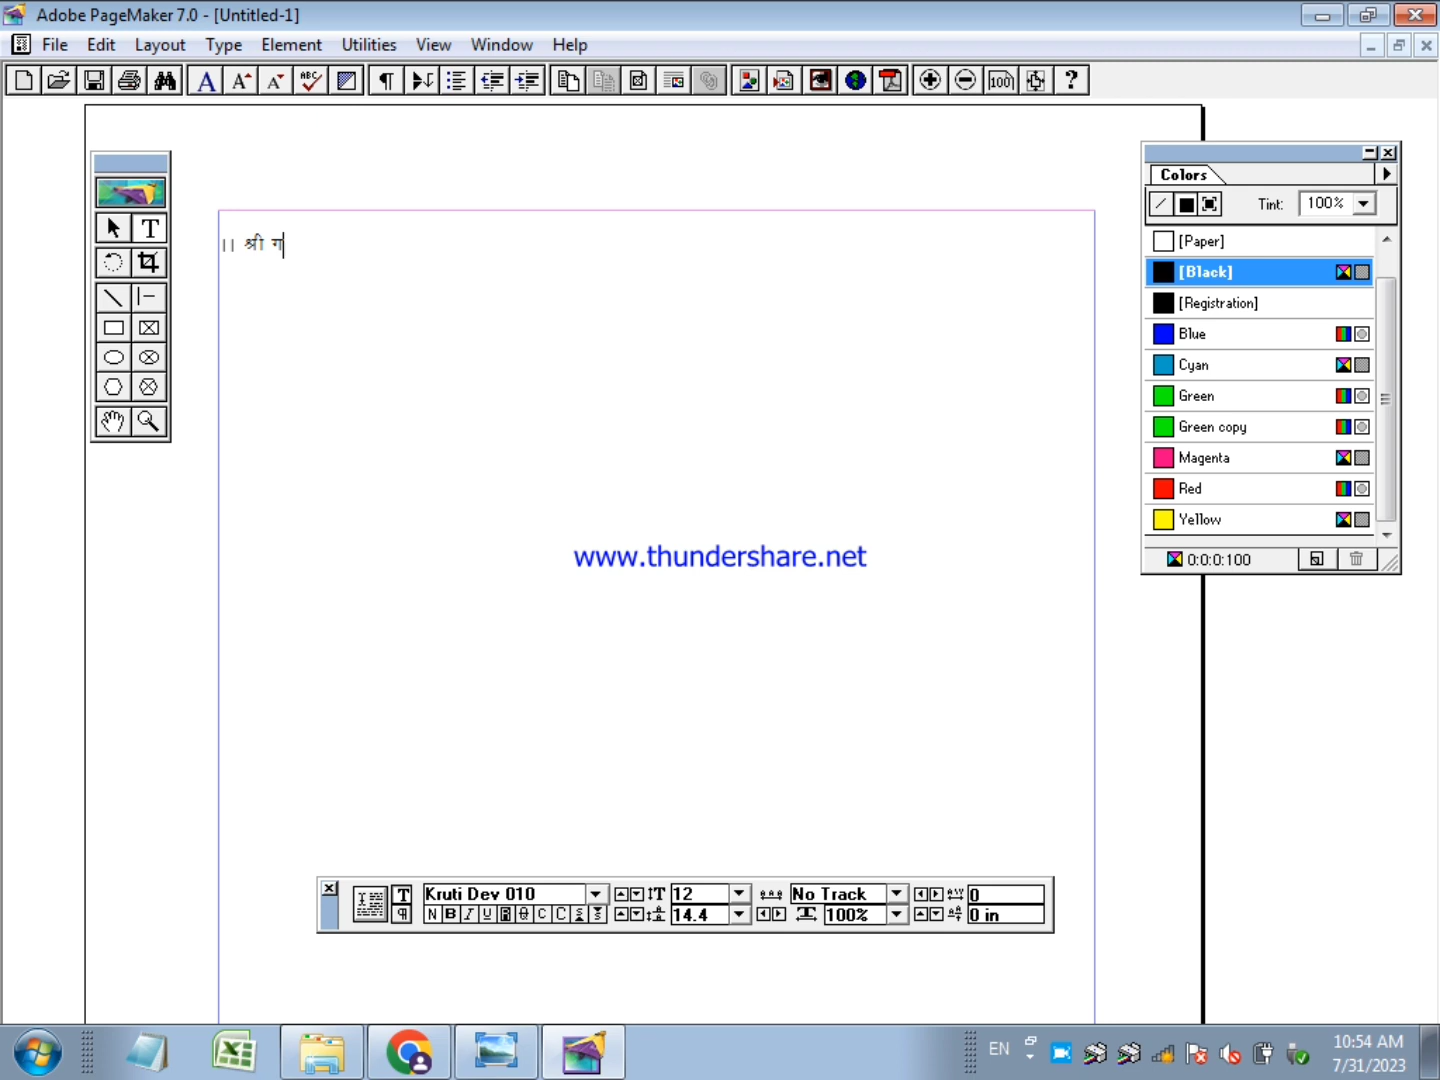 Adobe PageMaker 7.0 - [Untitled-1]
File Edit Layout Type Element Utilities View Window Help
।। श्री ग
Colors
Tint: 100%
[Paper]
[Black]
[Registration]
Blue
Cyan
Green
Green copy
Magenta
Red
Yellow
0:0:0:100
www.thundershare.net
Kruti Dev 010 12 No Track 0
N B I U C C 14.4 100% 0 in
EN
10:54 AM
7/31/2023